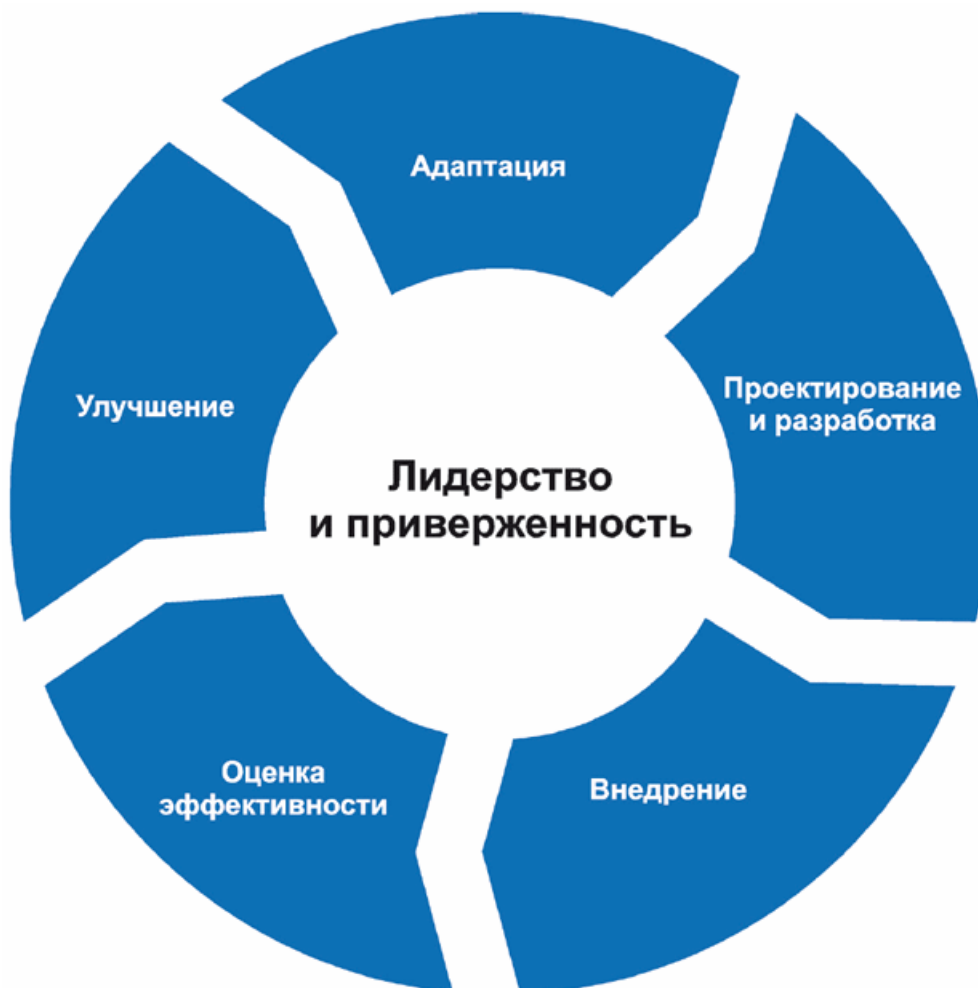 Адаптация
Проектирование
и разработка
Внедрение
Оценка
эффективности
Улучшение
Лидерство
и приверженность